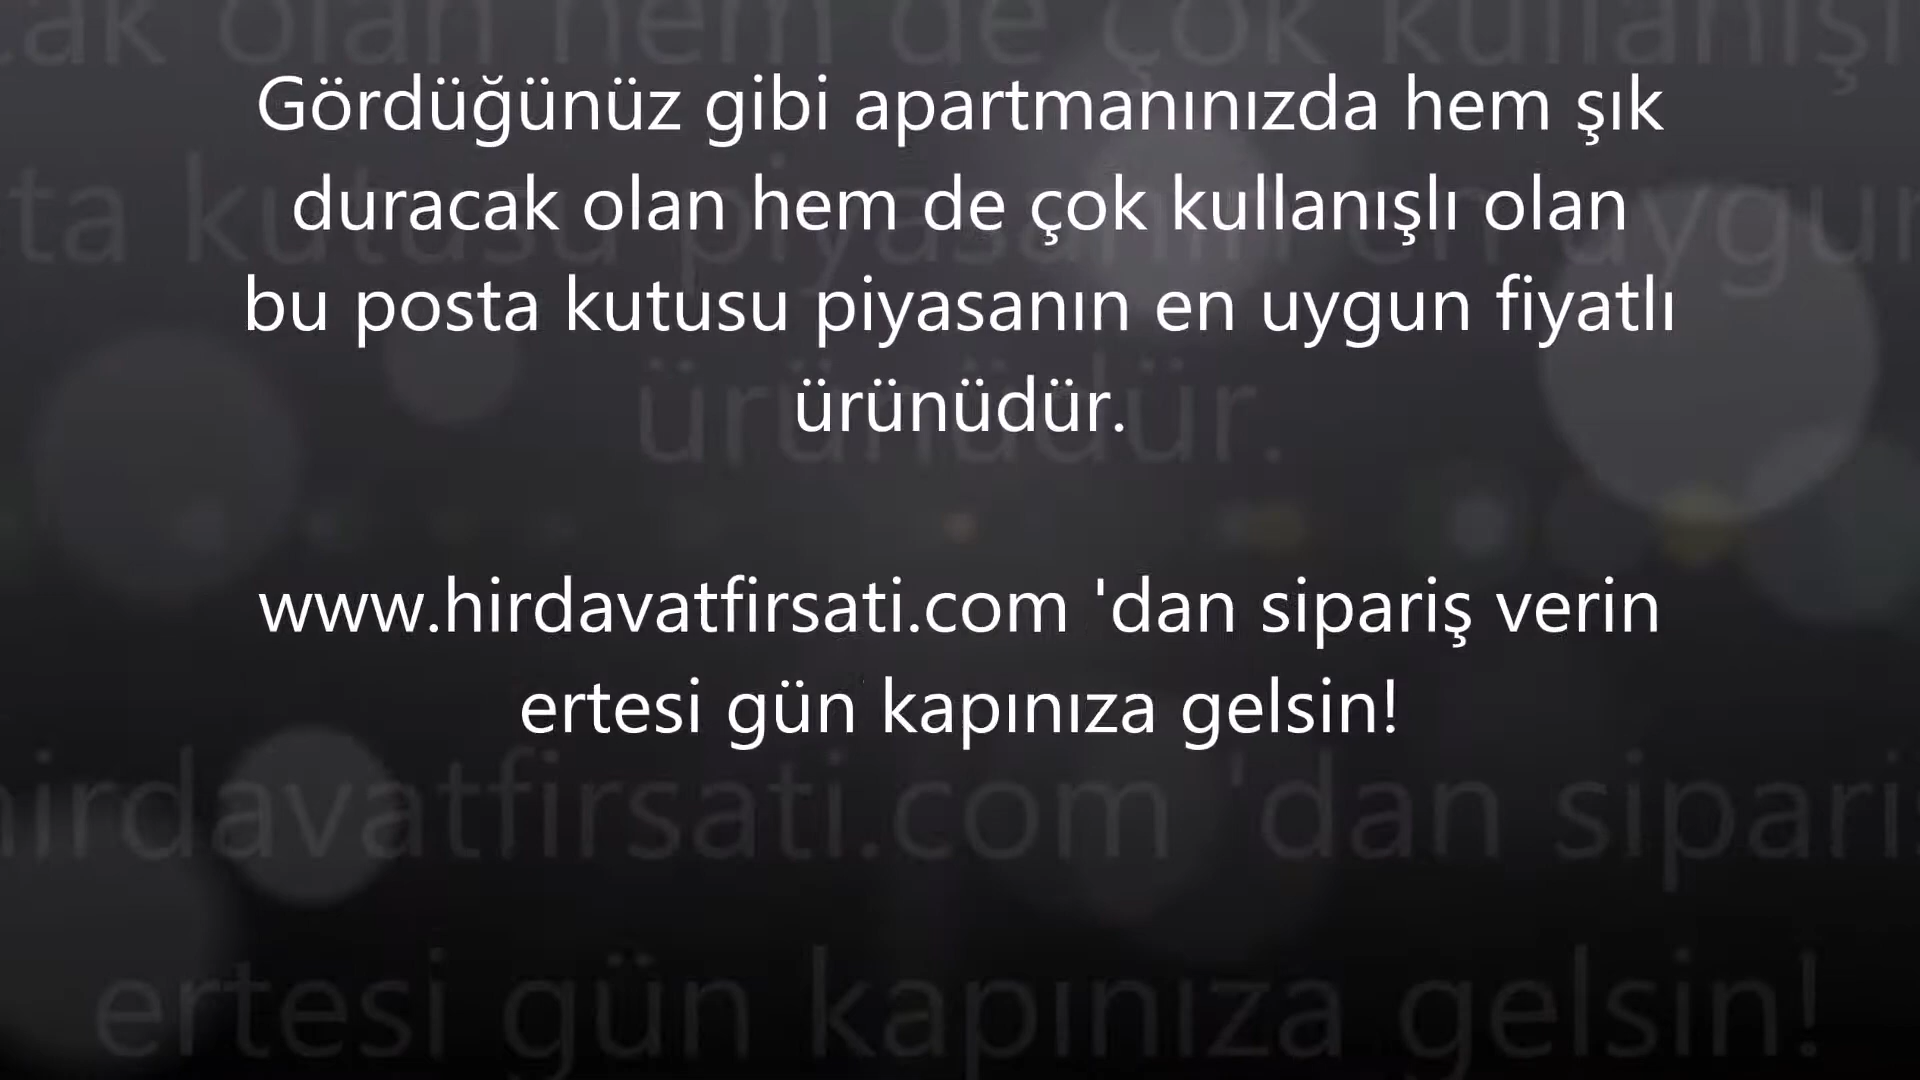 Gördüğünüz gibi apartmanınızda hem şık
duracak olan hem de çok kullanışlı olan
bu posta kutusu piyasanın en uygun fiyatlı
ürünüdür.
www.hirdavatfirsati.com 'dan sipariş verin
ertesi gün kapınıza gelsin!